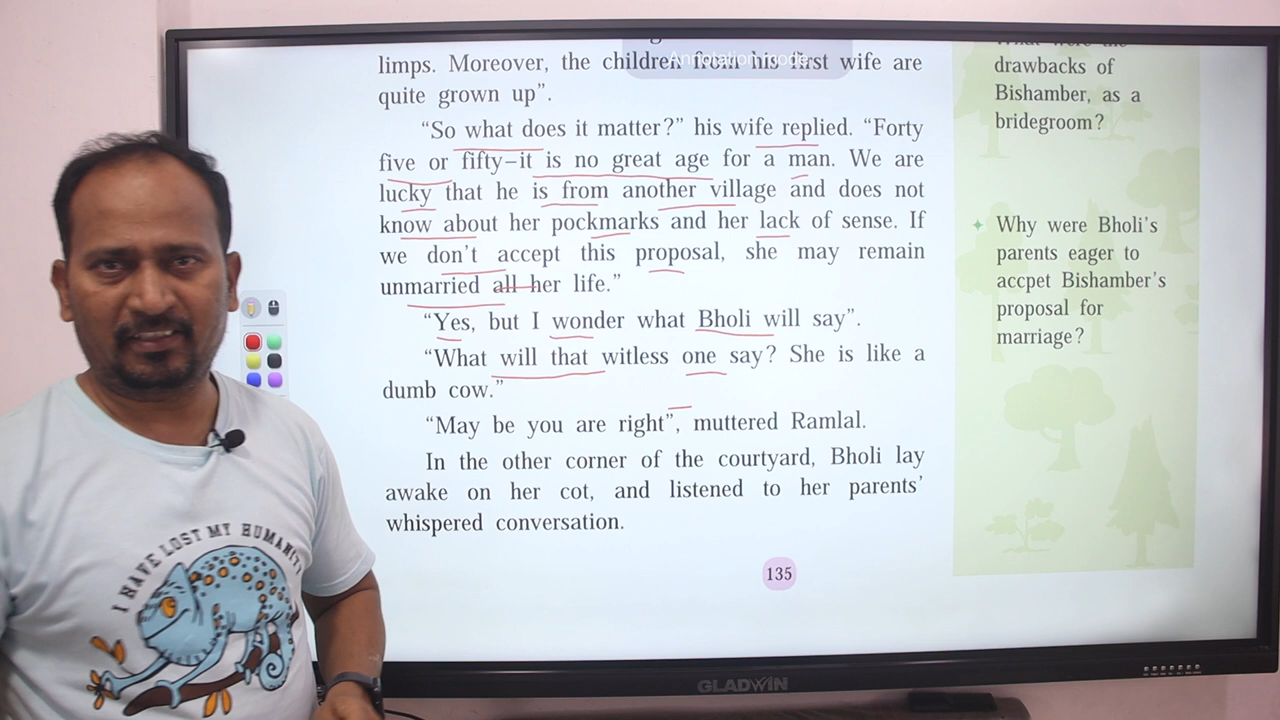 Annotation mode
limps. Moreover, the children from his first wife are
quite grown up”.
“So what does it matter?” his wife replied. “Forty
five or fifty–it is no great age for a man. We are
lucky that he is from another village and does not
know about her pockmarks and her lack of sense. If
we don’t accept this proposal, she may remain
unmarried all her life.”
“Yes, but I wonder what Bholi will say”.
“What will that witless one say? She is like a
dumb cow.”
“May be you are right”, muttered Ramlal.
In the other corner of the courtyard, Bholi lay
awake on her cot, and listened to her parents’
whispered conversation.
135
What were the
drawbacks of
Bishamber, as a
bridegroom?
Why were Bholi’s
parents eager to
accpet Bishamber’s
proposal for
marriage?
I HAVE LOST MY HUMANITY
GLADWIN